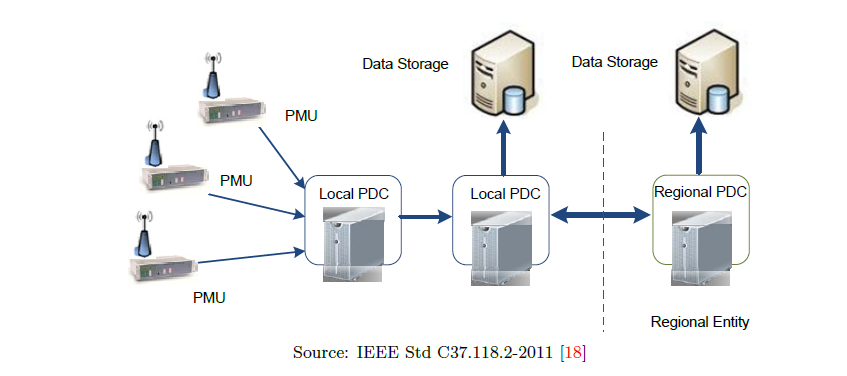 Data Storage
Data Storage
PMU
PMU
PMU
Local PDC
Local PDC
Regional PDC
Regional Entity
Source: IEEE Std C37.118.2-2011 [18]